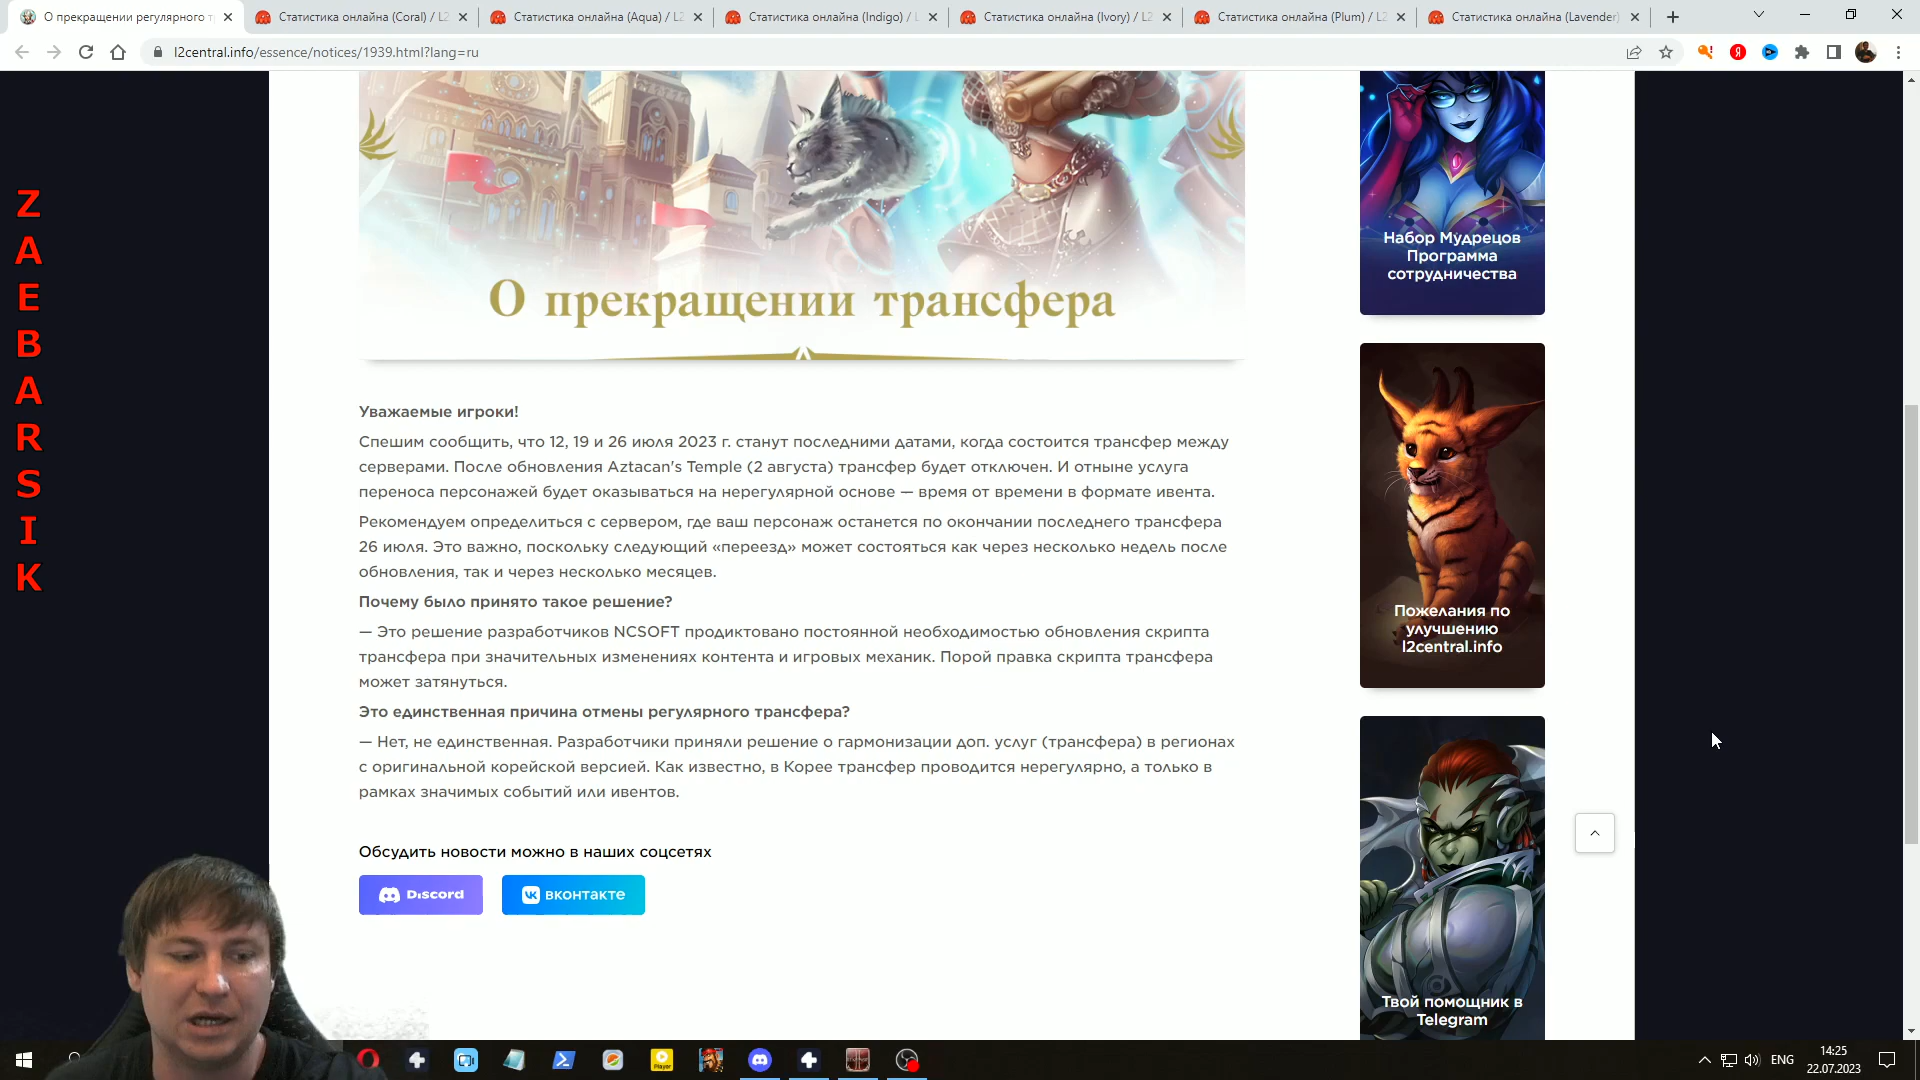 О прекращении регулярного т
Статистика онлайна (Coral) / L2
Статистика онлайна (Aqua) / L2
Статистика онлайна (Indigo) / L
Статистика онлайна (Ivory) / L2
Статистика онлайна (Plum) / L2
Статистика онлайна (Lavender)
l2central.info/essence/notices/1939.html?lang=ru
Z
A
E
B
A
R
S
I
K
О прекращении трансфера
Уважаемые игроки!
Спешим сообщить, что 12, 19 и 26 июля 2023 г. станут последними датами, когда состоится трансфер между
серверами. После обновления Aztacan's Temple (2 августа) трансфер будет отключен. И отныне услуга
переноса персонажей будет оказываться на нерегулярной основе — время от времени в формате ивента.
Рекомендуем определиться с сервером, где ваш персонаж останется по окончании последнего трансфера
26 июля. Это важно, поскольку следующий «переезд» может состояться как через несколько недель после
обновления, так и через несколько месяцев.
Почему было принято такое решение?
— Это решение разработчиков NCSOFT продиктовано постоянной необходимостью обновления скрипта
трансфера при значительных изменениях контента и игровых механик. Порой правка скрипта трансфера
может затянуться.
Это единственная причина отмены регулярного трансфера?
— Нет, не единственная. Разработчики приняли решение о гармонизации доп. услуг (трансфера) в регионах
с оригинальной корейской версией. Как известно, в Корее трансфер проводится нерегулярно, а только в
рамках значимых событий или ивентов.
Обсудить новости можно в наших соцсетях
Discord
вконтакте
Набор Мудрецов
Программа
сотрудничества
Пожелания по
улучшению
l2central.info
Твой помощник в
Telegram
Player
ENG
14:25
22.07.2023